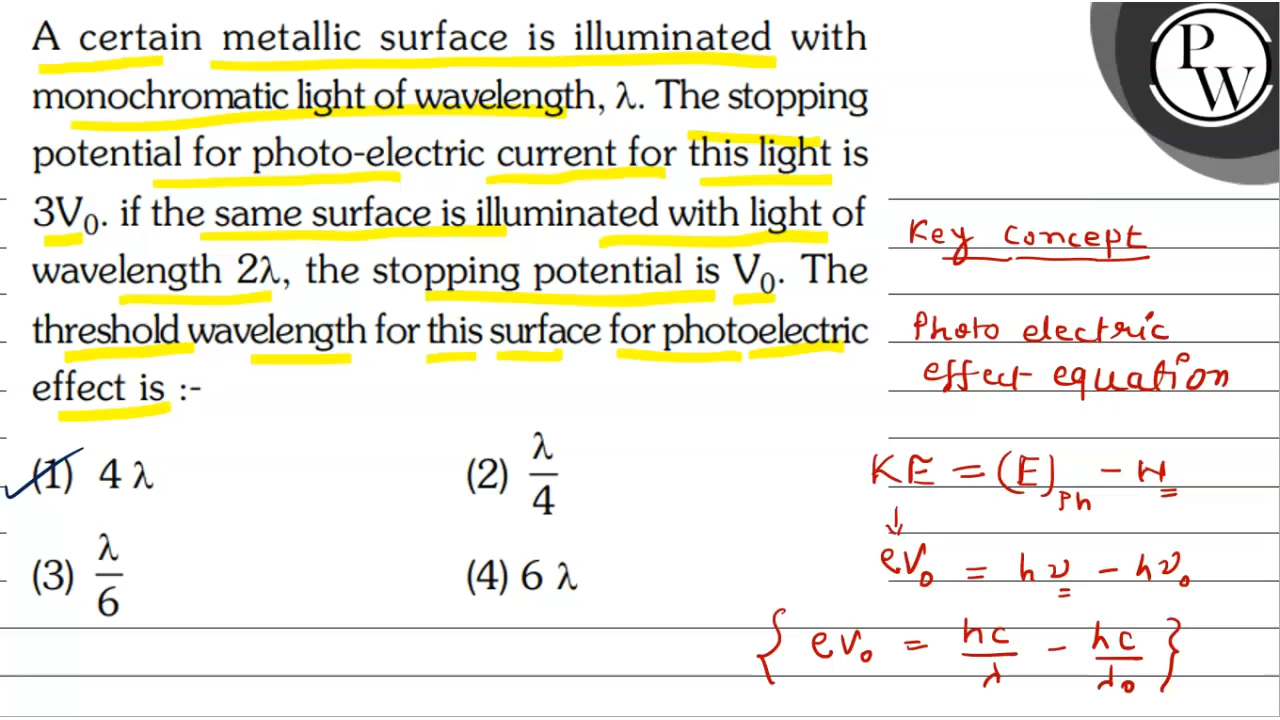 A certain metallic surface is illuminated with
monochromatic light of wavelength, λ. The stopping
potential for photo-electric current for this light is
3V₀. if the same surface is illuminated with light of
wavelength 2λ, the stopping potential is V₀. The
threshold wavelength for this surface for photoelectric
effect is :-
(1) 4 λ
(2) λ/4
(3) λ/6
(4) 6 λ
P
W
Key concept
Photo electric
effect equation
KE = (E)ₚₕ - W
↓
eV₀ = hν - hν₀
{ eV₀ = hc/λ - hc/λ₀ }